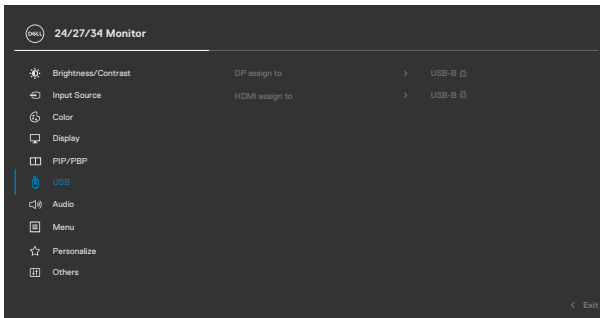 DELL 24/27/34 Monitor
Brightness/Contrast DP assign to > USB-B
Input Source HDMI assign to > USB-B
Color
Display
PIP/PBP
USB
Audio
Menu
Personalize
Others
< Exit